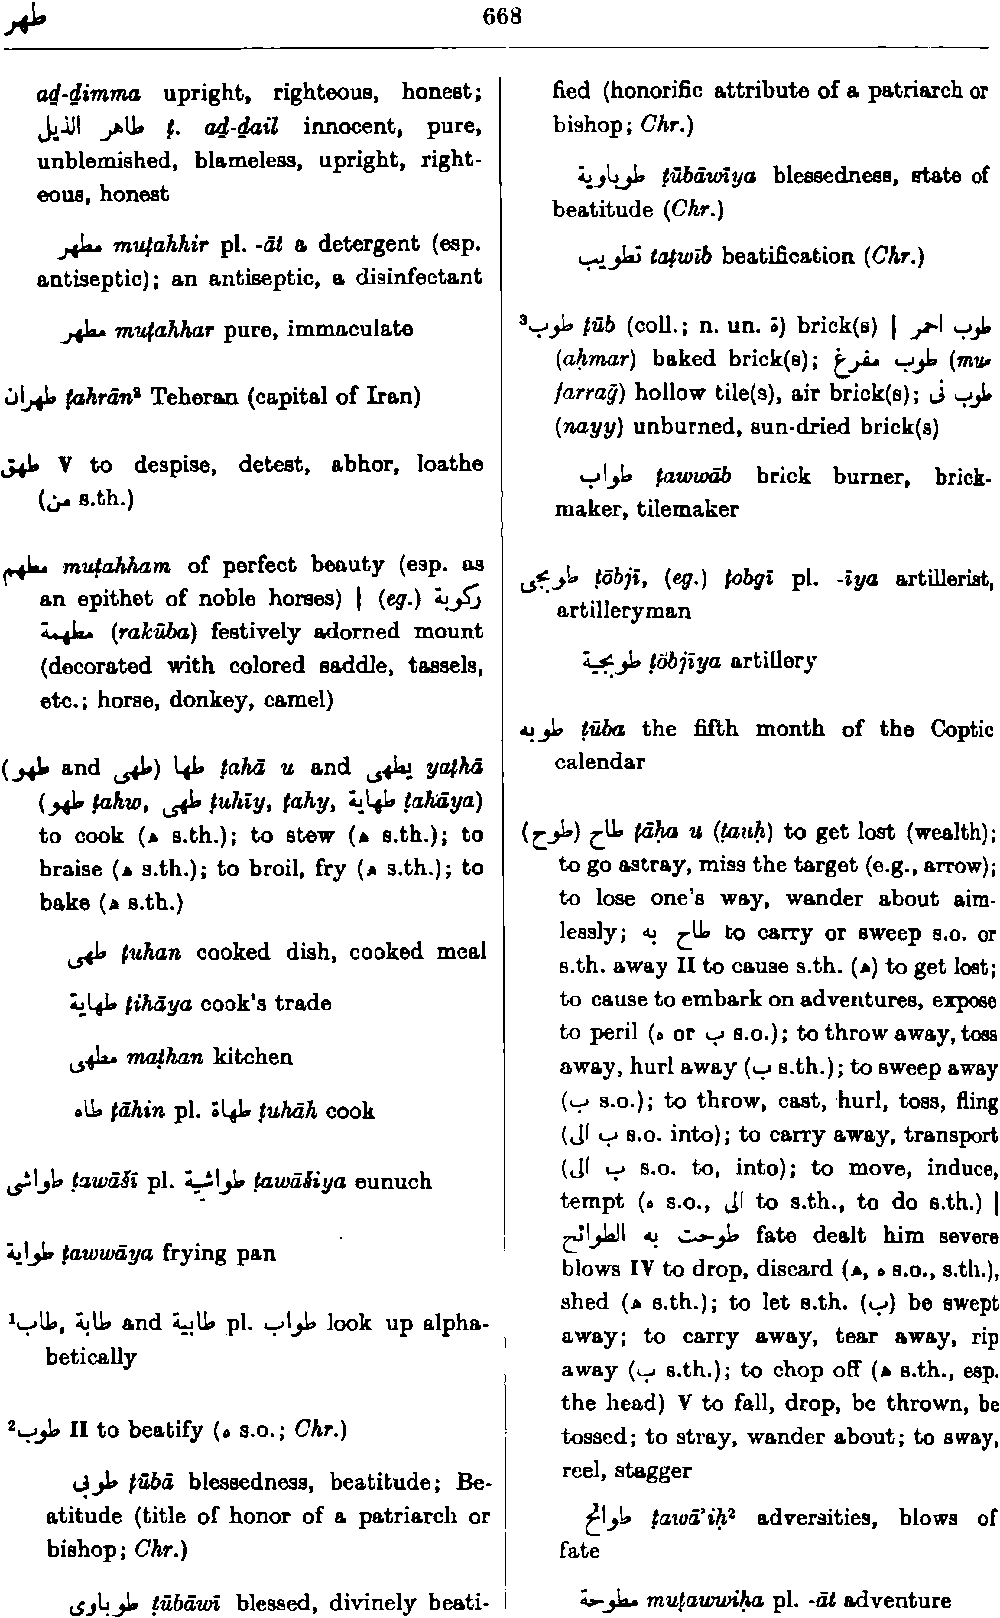 طهر
668
aḏ-ḏimma upright, righteous, honest;
طاهر الذيل ṭ. aḏ-ḏail innocent, pure,
unblemished, blameless, upright, right-
eous, honest
مطهر muṭahhir pl. -āt a detergent (esp.
antiseptic); an antiseptic, a disinfectant
مطهر muṭahhar pure, immaculate
طهران ṭahrān² Teheran (capital of Iran)
طهق V to despise, detest, abhor, loathe
(من s.th.)
مطهم muṭahham of perfect beauty (esp. as
an epithet of noble horses) | (eg.) ركوبة
مطهمة (rakūba) festively adorned mount
(decorated with colored saddle, tassels,
etc.; horse, donkey, camel)
(طهو and طهى) طها ṭahā u and يطهى yaṭhā
(طهو ṭahw, طهى ṭuhīy, ṭahy, طهاية ṭahāya)
to cook (ه s.th.); to stew (ه s.th.); to
braise (ه s.th.); to broil, fry (ه s.th.); to
bake (ه s.th.)
طهى ṭuhan cooked dish, cooked meal
طهاية ṭihāya cook's trade
مطهى maṭhan kitchen
طاه ṭāhin pl. طهاة ṭuhāh cook
طواشى ṭawāšī pl. طواشية ṭawāšiya eunuch
طواية ṭawwāya frying pan
¹طاب, طابة and طابية pl. طواب look up alpha-
betically
²طوب II to beatify (ه s.o.; Chr.)
طوبى ṭūbā blessedness, beatitude; Be-
atitude (title of honor of a patriarch or
bishop; Chr.)
طوباوى ṭūbāwī blessed, divinely beati-
fied (honorific attribute of a patriarch or
bishop; Chr.)
طوباوية ṭūbāwīya blessedness, state of
beatitude (Chr.)
تطويب taṭwīb beatification (Chr.)
³طوب ṭūb (coll.; n. un. ة) brick(s) | طوب احمر
(aḥmar) baked brick(s); طوب مفرغ (mu-
farraḡ) hollow tile(s), air brick(s); طوب نى
(nayy) unburned, sun-dried brick(s)
طواب ṭawwāb brick burner, brick-
maker, tilemaker
طوبجى ṭōbjī, (eg.) ṭobgī pl. -īya artillerist,
artilleryman
طوبجية ṭōbjīya artillery
طوبه ṭūba the fifth month of the Coptic
calendar
(طوح) طاح ṭāḥa u (ṭauḥ) to get lost (wealth);
to go astray, miss the target (e.g., arrow);
to lose one's way, wander about aim-
lessly; طاح به to carry or sweep s.o. or
s.th. away II to cause s.th. (ه) to get lost;
to cause to embark on adventures, expose
to peril (ه or ب s.o.); to throw away, toss
away, hurl away (ب s.th.); to sweep away
(ب s.o.); to throw, cast, hurl, toss, fling
(ب الى s.o. into); to carry away, transport
(ب الى s.o. to, into); to move, induce,
tempt (ه s.o., الى to s.th., to do s.th.) |
طوحت به الطوائح fate dealt him severe
blows IV to drop, discard (ه, ه s.o., s.th.),
shed (ه s.th.); to let s.th. (ب) be swept
away; to carry away, tear away, rip
away (ب s.th.); to chop off (ه s.th., esp.
the head) V to fall, drop, be thrown, be
tossed; to stray, wander about; to sway,
reel, stagger
طوائح ṭawā'iḥ² adversities, blows of
fate
مطوحة muṭawwiḥa pl. -āt adventure